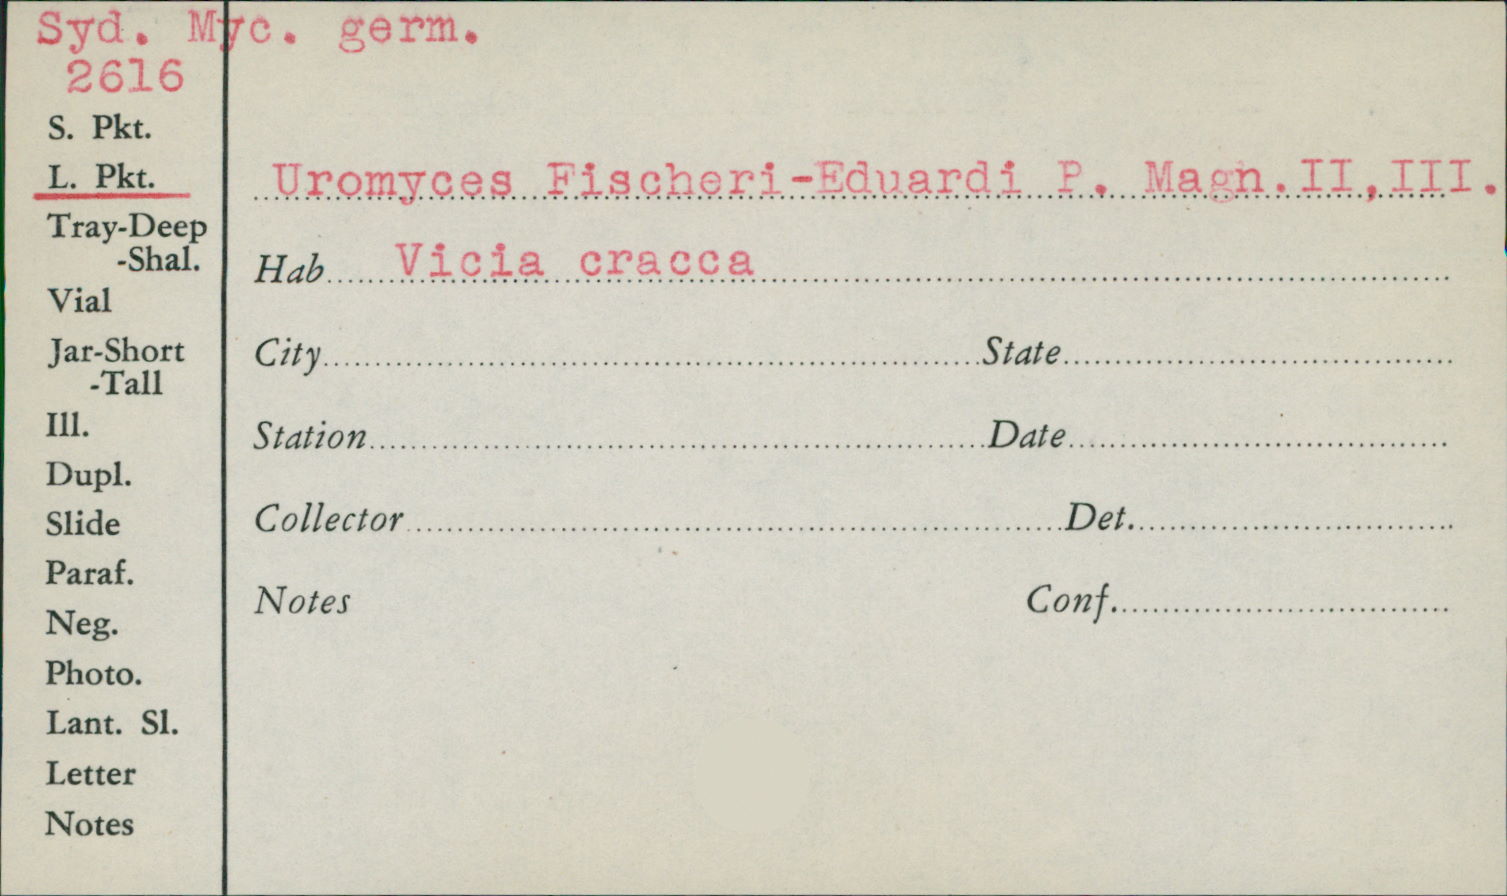 Syd. Myc. germ.
2616
S. Pkt.
L. Pkt.
Tray-Deep
-Shal.
Vial
Jar-Short
-Tall
Ill.
Dupl.
Slide
Paraf.
Neg.
Photo.
Lant. Sl.
Letter
Notes
Uromyces Fischeri-Eduardi P. Magn.II,III.
Hab Vicia cracca
City State
Station Date
Collector Det.
Notes Conf.